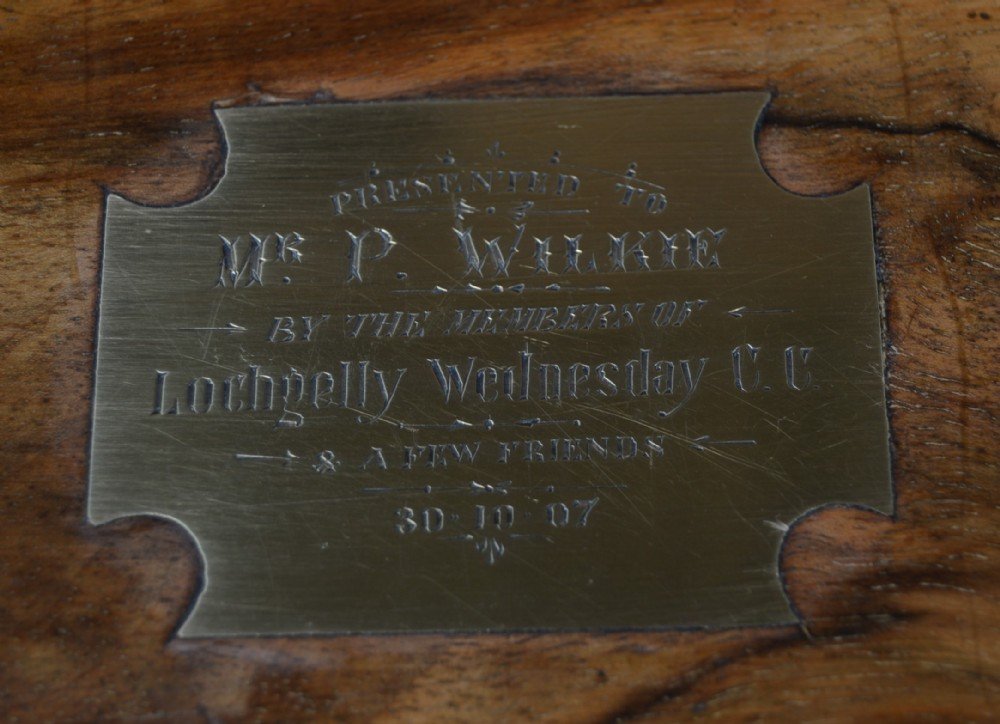 PRESENTED TO
MR. P. WILKIE
BY THE MEMBERS OF
Lochgelly Wednesday C.C.
& A FEW FRIENDS
30·10·07